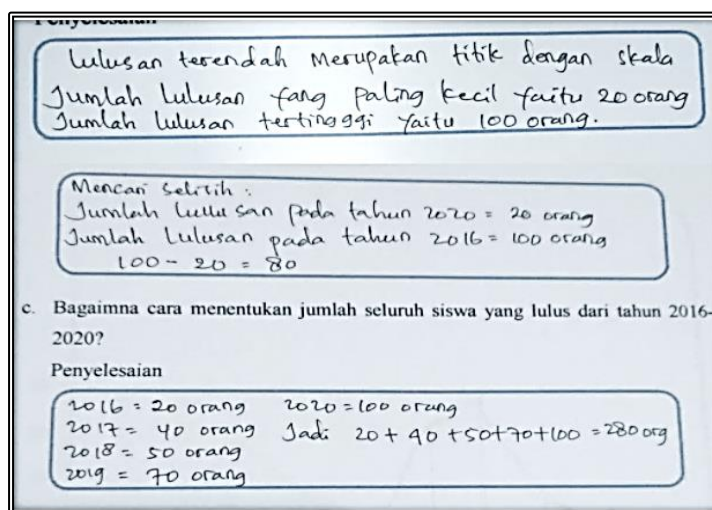 Penyelesaian
Lulusan terendah merupakan titik dengan skala
Jumlah Lulusan yang paling kecil yaitu 20 orang
Jumlah lulusan tertinggi yaitu 100 orang.
Mencari selisih :
Jumlah lulusan pada tahun 2020 = 20 orang
Jumlah Lulusan pada tahun 2016 = 100 orang
100 - 20 = 80
c. Bagaimna cara menentukan jumlah seluruh siswa yang lulus dari tahun 2016-
2020?
Penyelesaian
2016 = 20 orang 2020 = 100 orang
2017 = 40 orang Jadi 20 + 40 + 50 + 70 + 100 = 280 org
2018 = 50 orang
2019 = 70 orang